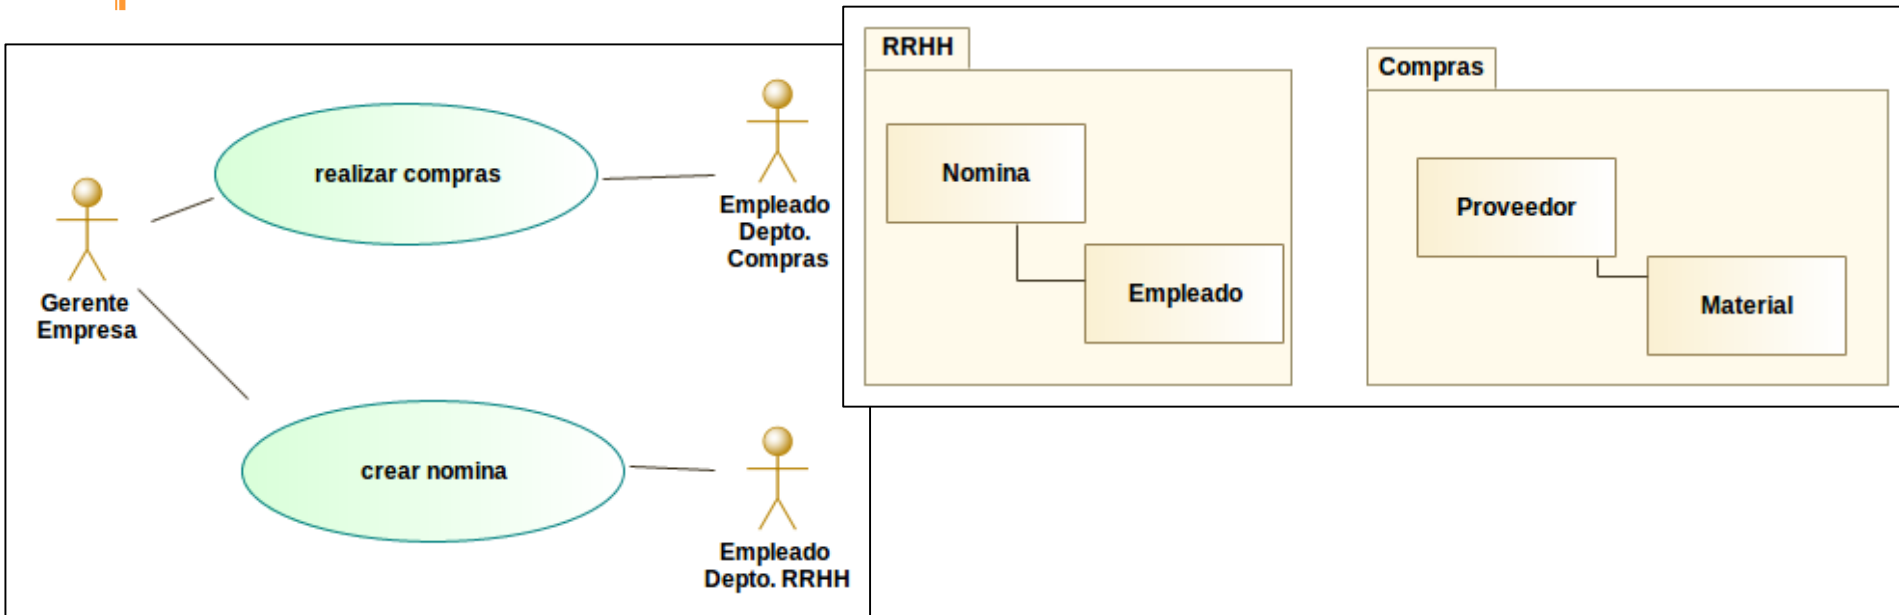 realizar compras
Empleado
Depto.
Compras
Gerente
Empresa
crear nomina
Empleado
Depto. RRHH
RRHH
Nomina
Empleado
Compras
Proveedor
Material